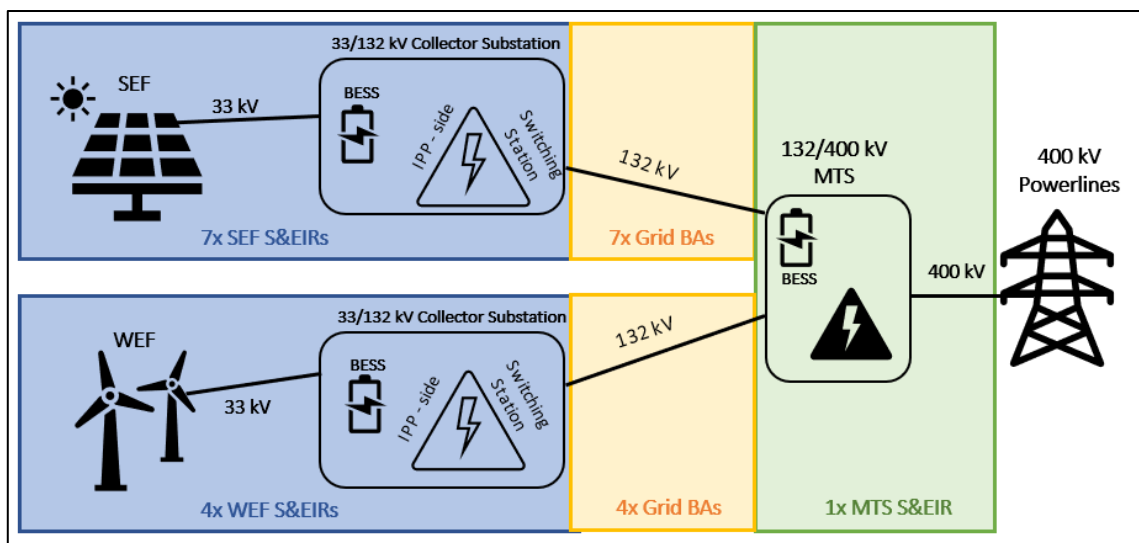 33/132 kV Collector Substation
SEF
33 kV
BESS
IPP - side
Switching
Station
7x SEF S&EIRs
132 kV
7x Grid BAs
132/400 kV
MTS
BESS
400 kV
400 kV
Powerlines
33/132 kV Collector Substation
WEF
33 kV
BESS
IPP - side
Switching
Station
4x WEF S&EIRs
132 kV
4x Grid BAs
1x MTS S&EIR